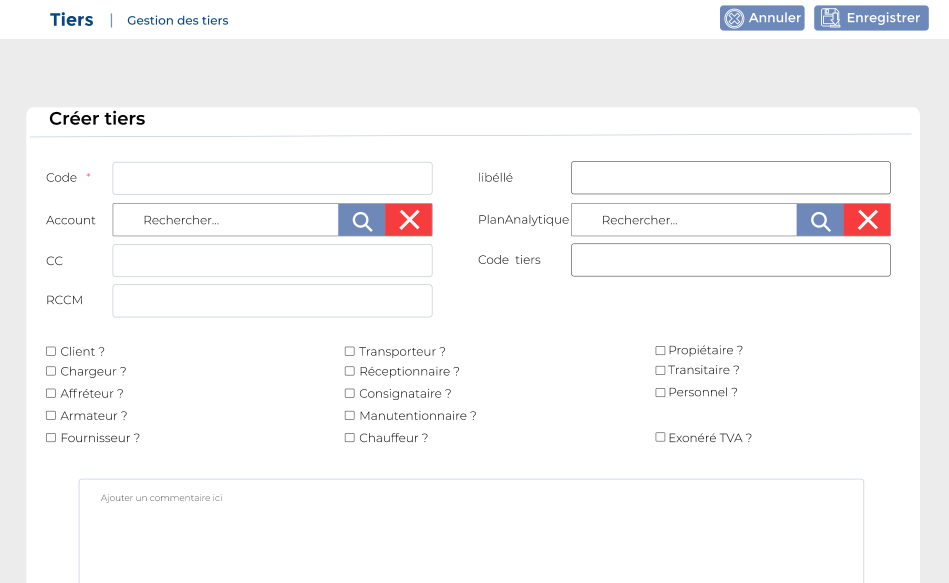 Tiers | Gestion des tiers Annuler Enregistrer
Créer tiers
Code * libéllé
Account Rechercher... PlanAnalytique Rechercher...
CC Code tiers
RCCM
Client ? Transporteur ? Propiétaire ?
Chargeur ? Réceptionnaire ? Transitaire ?
Affréteur ? Consignataire ? Personnel ?
Armateur ? Manutentionnaire ?
Fournisseur ? Chauffeur ? Exonéré TVA ?
Ajouter un commentaire ici